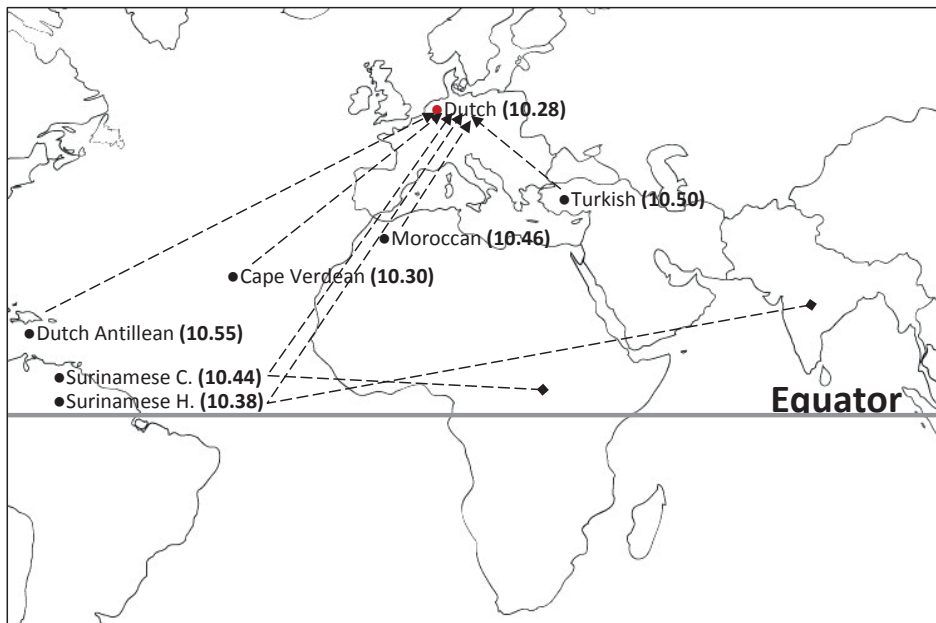 Dutch (10.28)
Turkish (10.50)
Moroccan (10.46)
Cape Verdean (10.30)
Dutch Antillean (10.55)
Surinamese C. (10.44)
Surinamese H. (10.38)
Equator